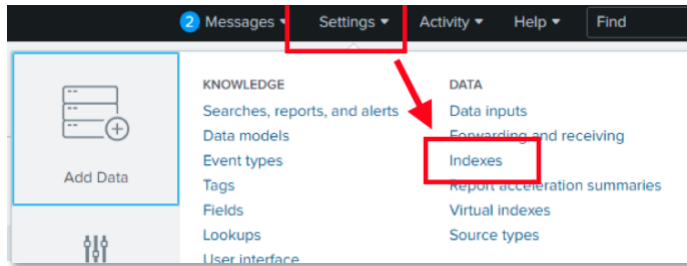 2 Messages Settings Activity Help Find
Add Data
KNOWLEDGE
Searches, reports, and alerts
Data models
Event types
Tags
Fields
Lookups
User interface
DATA
Data inputs
Forwarding and receiving
Indexes
Report acceleration summaries
Virtual indexes
Source types